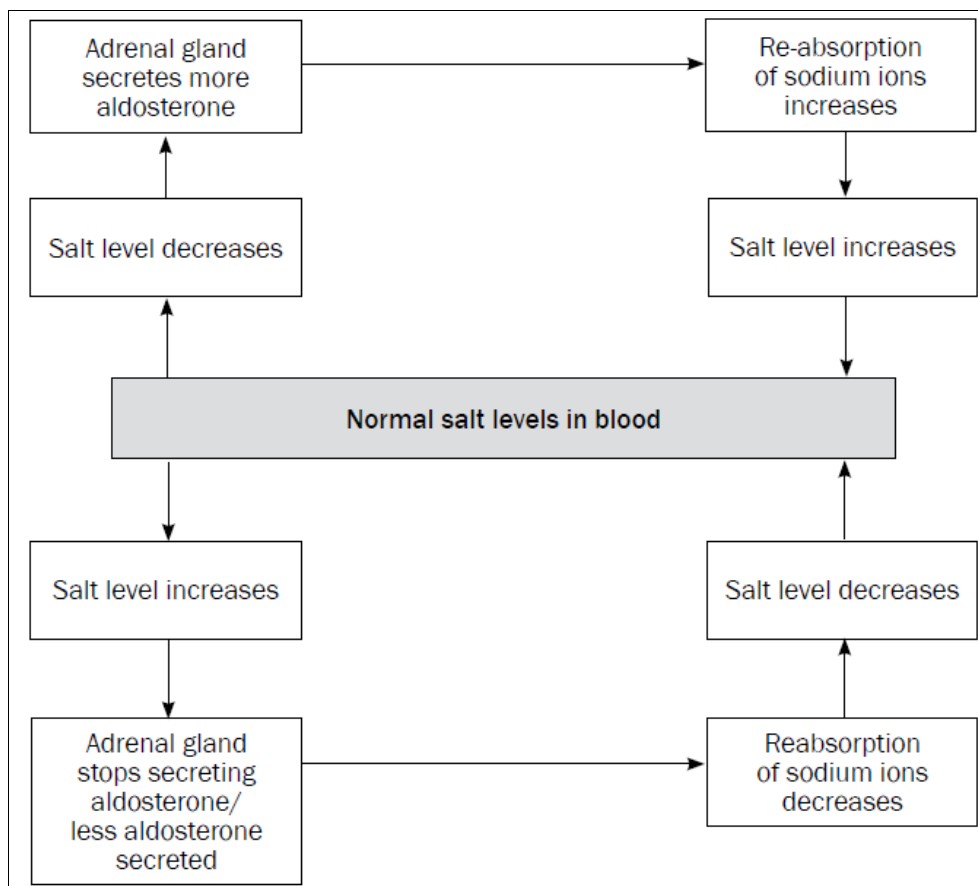 Adrenal gland
secretes more
aldosterone
Re-absorption
of sodium ions
increases
Salt level decreases
Salt level increases
Normal salt levels in blood
Salt level increases
Salt level decreases
Adrenal gland
stops secreting
aldosterone/
less aldosterone
secreted
Reabsorption
of sodium ions
decreases